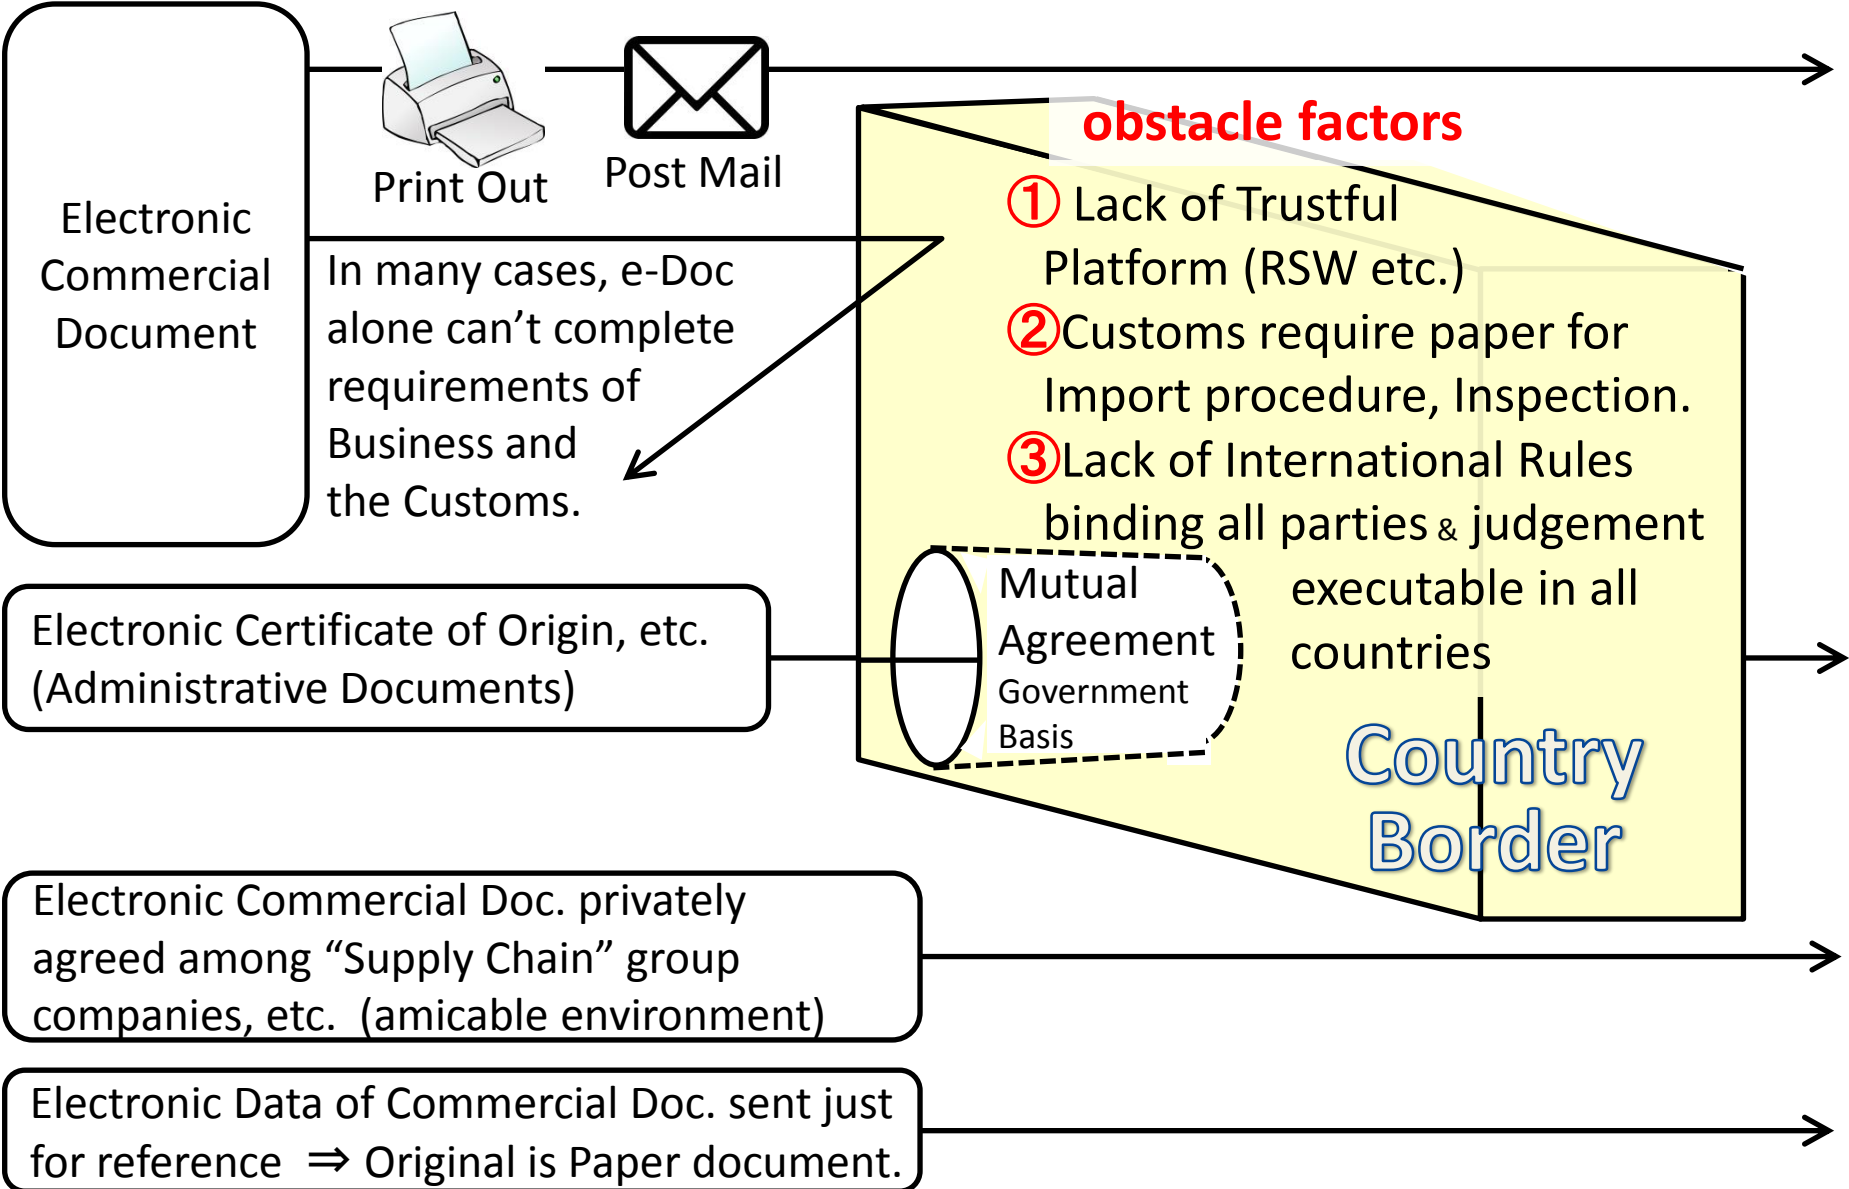 Electronic
Commercial
Document
Print Out
Post Mail
In many cases, e-Doc
alone can’t complete
requirements of
Business and
the Customs.
obstacle factors
① Lack of Trustful
Platform (RSW etc.)
②Customs require paper for
Import procedure, Inspection.
③Lack of International Rules
binding all parties & judgement
executable in all
countries
Mutual
Agreement
Government
Basis
Country
Border
Electronic Certificate of Origin, etc.
(Administrative Documents)
Electronic Commercial Doc. privately
agreed among “Supply Chain” group
companies, etc. (amicable environment)
Electronic Data of Commercial Doc. sent just
for reference ⇒ Original is Paper document.